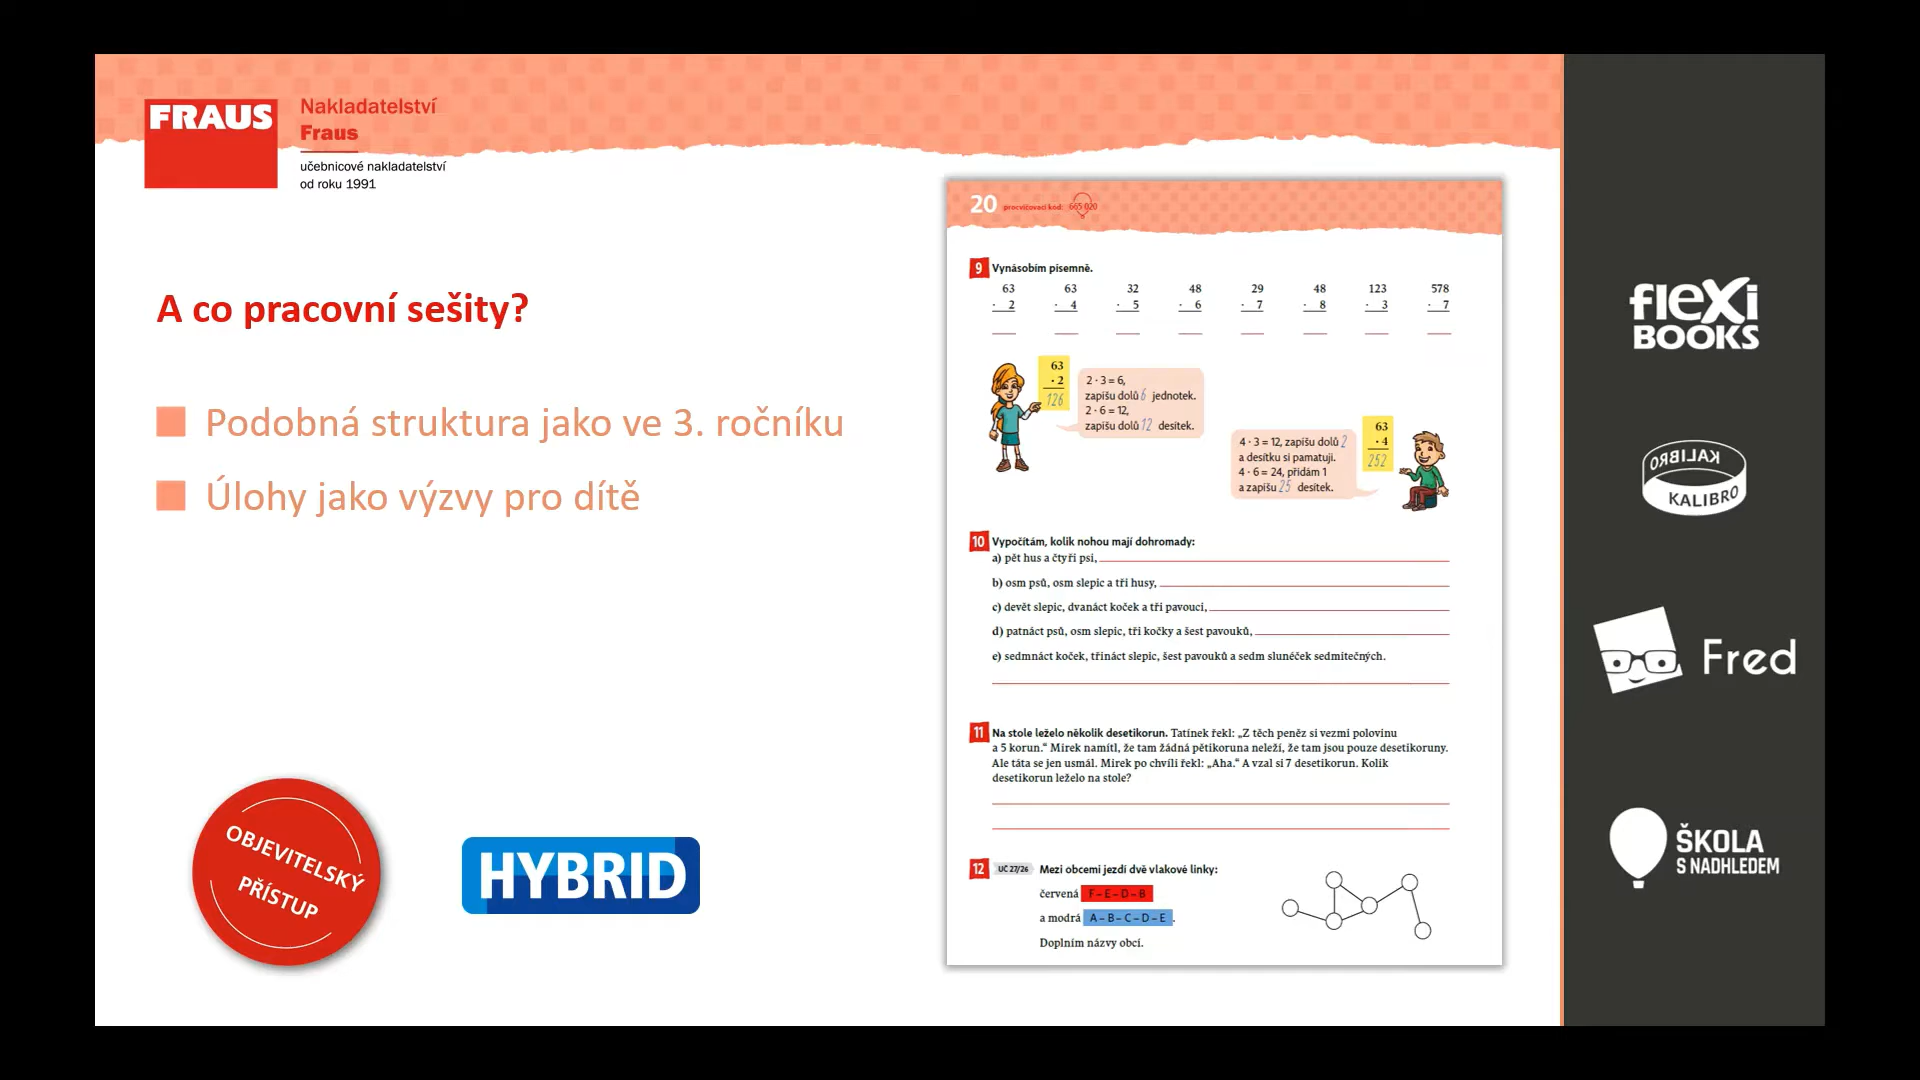 FRAUS
Nakladatelství
Fraus
učebnicové nakladatelství
od roku 1991
A co pracovní sešity?
Podobná struktura jako ve 3. ročníku
Úlohy jako výzvy pro dítě
OBJEVITELSKÝ
PŘÍSTUP
HYBRID
20 procvičovací kód: 665 020
9 Vynásobím písemně.
63 63 32 48 29 48 123 578
· 2 · 4 · 5 · 6 · 7 · 8 · 3 · 7
63
· 2
126
2 · 3 = 6,
zapíšu dolů 6 jednotek.
2 · 6 = 12,
zapíšu dolů 12 desítek.
4 · 3 = 12, zapíšu dolů 2
a desítku si pamatuji.
4 · 6 = 24, přidám 1
a zapíšu 25 desítek.
63
· 4
252
10 Vypočítám, kolik nohou mají dohromady:
a) pět hus a čtyři psi,
b) osm psů, osm slepic a tři husy,
c) devět slepic, dvanáct koček a tři pavouci,
d) patnáct psů, osm slepic, tři kočky a šest pavouků,
e) sedmnáct koček, třináct slepic, šest pavouků a sedm slunéček sedmitečných.
11 Na stole leželo několik desetikorun. Tatínek řekl: „Z těch peněz si vezmi polovinu
a 5 korun.“ Mirek namítl, že tam žádná pětikoruna neleží, že tam jsou pouze desetikoruny.
Ale táta se jen usmál. Mirek po chvíli řekl: „Aha.“ A vzal si 7 desetikorun. Kolik
desetikorun leželo na stole?
12 UČ 27/26 Mezi obcemi jezdí dvě vlakové linky:
červená F – E – D – B
a modrá A – B – C – D – E .
Doplním názvy obcí.
fleXi
BOOKS
KALIBRO
KALIBRO
Fred
ŠKOLA
S NADHLEDEM